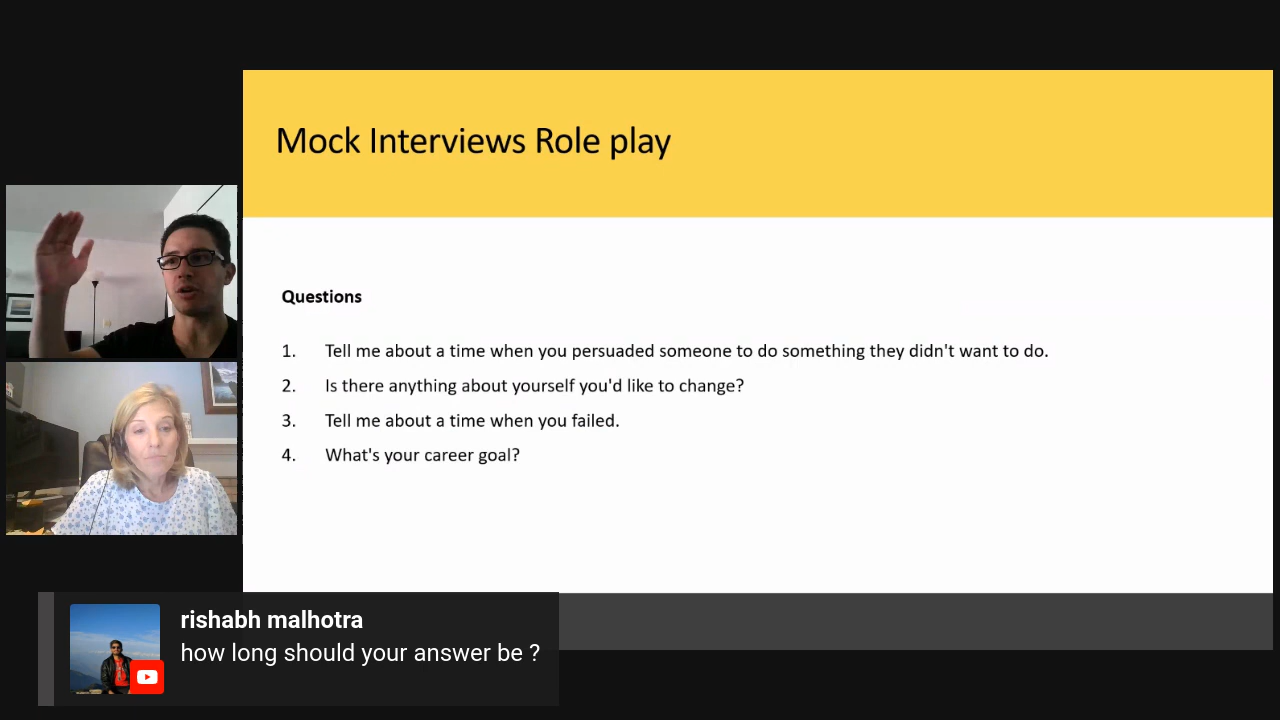 Mock Interviews Role play
Questions
1. Tell me about a time when you persuaded someone to do something they didn't want to do.
2. Is there anything about yourself you'd like to change?
3. Tell me about a time when you failed.
4. What's your career goal?
rishabh malhotra
how long should your answer be ?